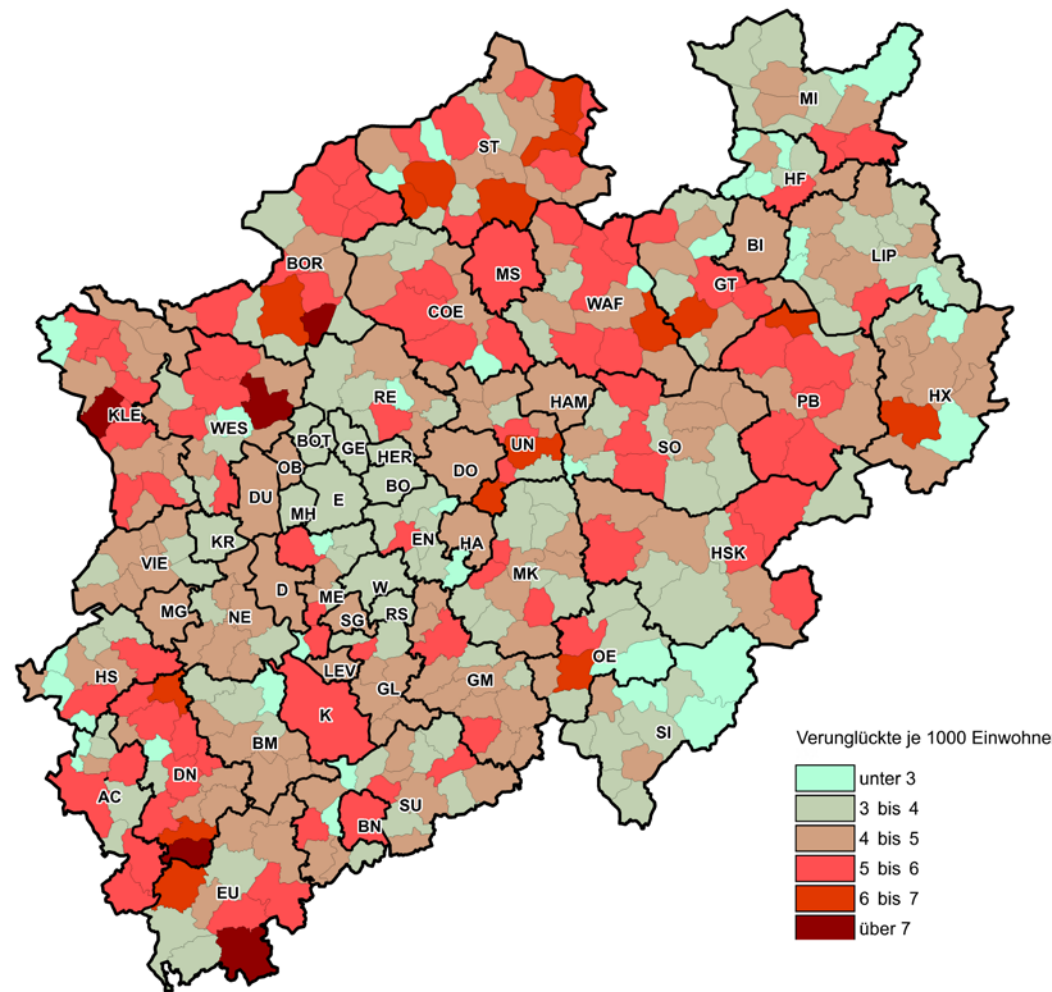 MI
ST
HF
BI
LIP
BOR
MS
GT
WAF
COE
HX
KLE
RE
HAM
PB
WES
BOT
GE
UN
SO
HER
OB
DO
BO
DU
E
MH
EN
HA
KR
HSK
VIE
W
MK
D
ME
MG
NE
SG
RS
OE
LEV
HS
GL
GM
K
SI
BM
Verunglückte je 1000 Einwohne
DN
AC
SU
BN
EU
unter 3
3 bis 4
4 bis 5
5 bis 6
6 bis 7
über 7